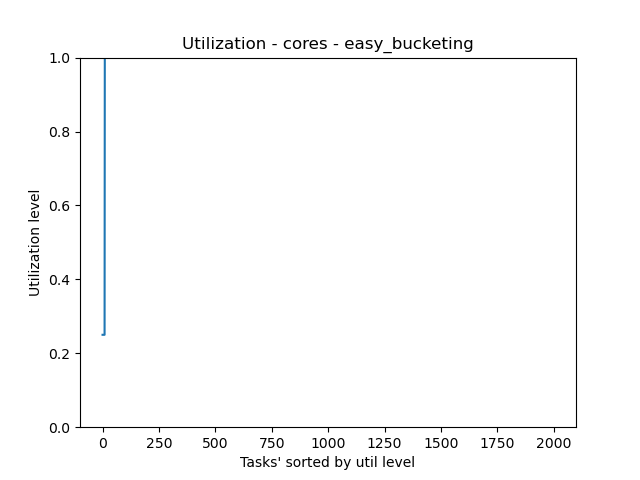 Utilization - cores - easy_bucketing
1.0
0.8
0.6
0.4
0.2
0.0
Utilization level
0 250 500 750 1000 1250 1500 1750 2000
Tasks' sorted by util level